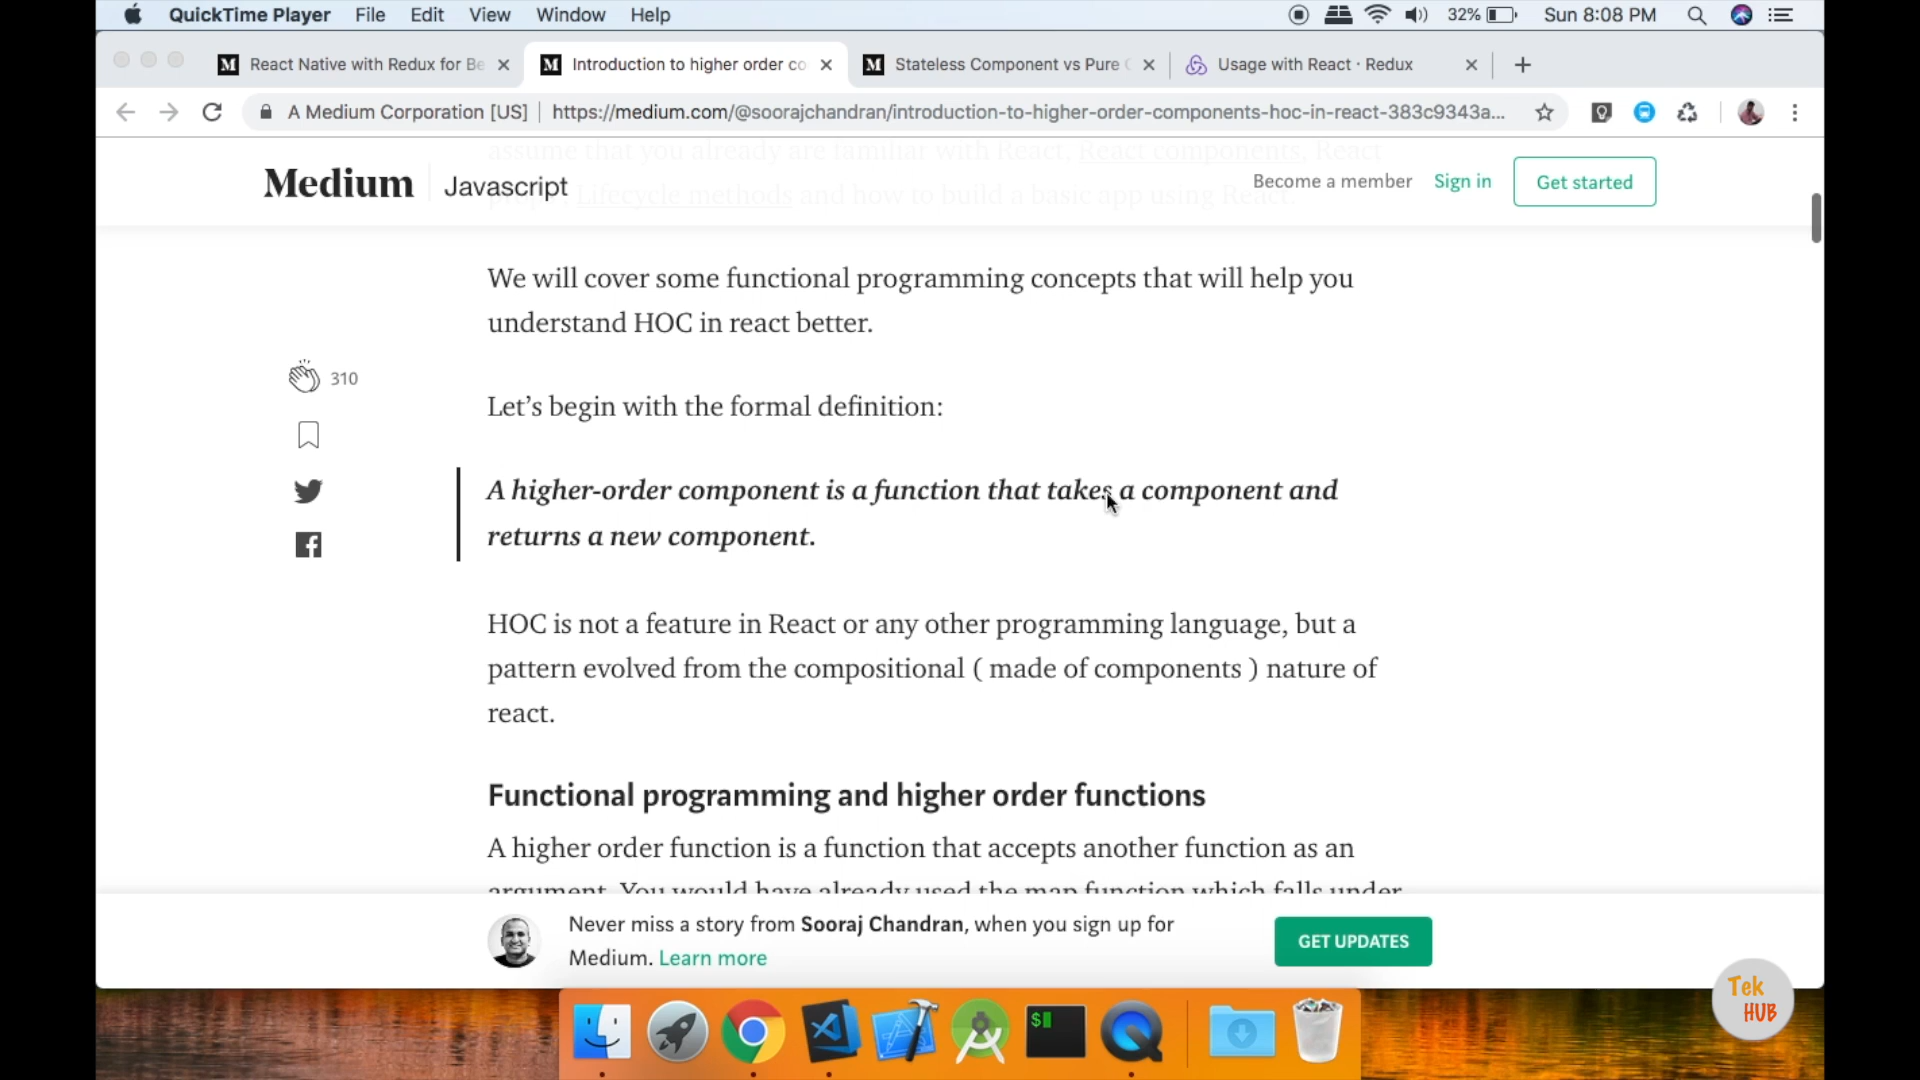 QuickTime Player File Edit View Window Help 32% Sun 8:08 PM
React Native with Redux for Be
Introduction to higher order co
Stateless Component vs Pure C
Usage with React · Redux
A Medium Corporation [US] | https://medium.com/@soorajchandran/introduction-to-higher-order-components-hoc-in-react-383c9343a...
assume that you already are familiar with React, React components, React
Lifecycle methods and how to build a basic app using React.
Medium Javascript Become a member Sign in Get started
We will cover some functional programming concepts that will help you
understand HOC in react better.
310
Let’s begin with the formal definition:
A higher-order component is a function that takes a component and
returns a new component.
HOC is not a feature in React or any other programming language, but a
pattern evolved from the compositional ( made of components ) nature of
react.
Functional programming and higher order functions
A higher order function is a function that accepts another function as an
argument. You would have already used the map function which falls under
Never miss a story from Sooraj Chandran, when you sign up for
Medium. Learn more
GET UPDATES
Tek
HUB
$